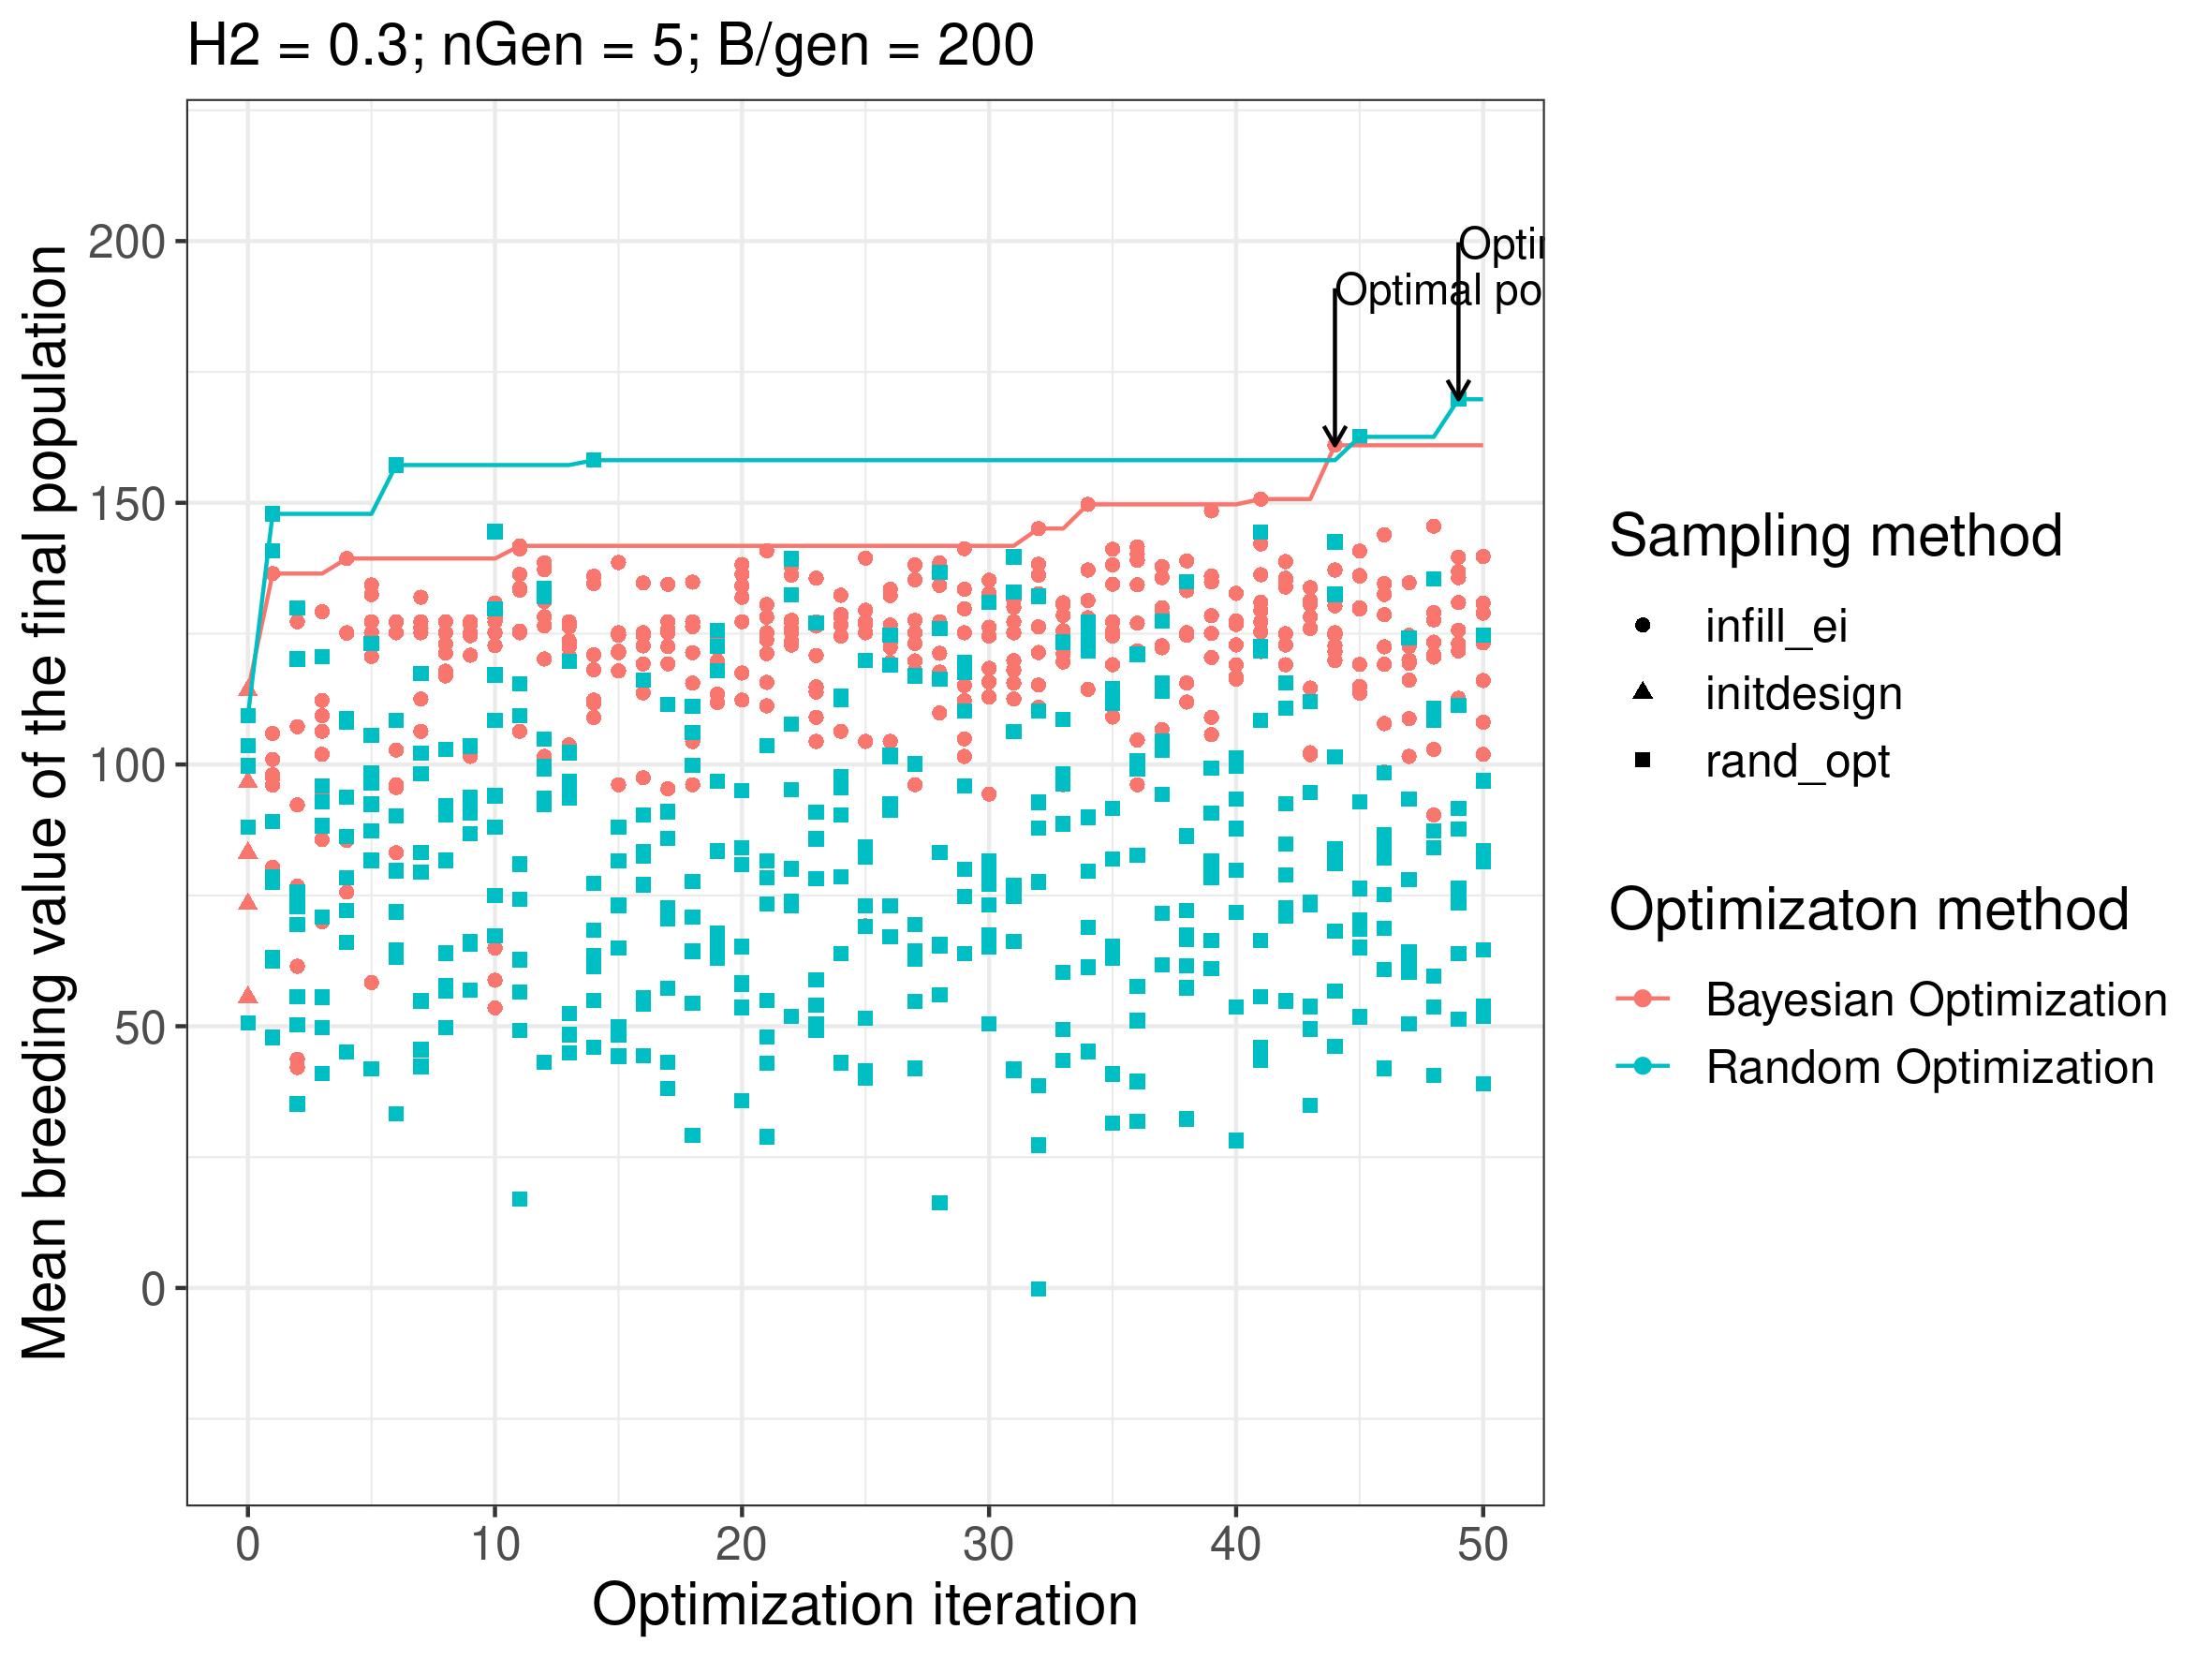 H2 = 0.3; nGen = 5; B/gen = 200
Mean breeding value of the final population
200
150
100
50
0
Optimal
0
10
20
30
40
50
Optimization iteration
Sampling method
infill_ei
initdesign
rand_opt
Optimizaton method
Bayesian Optimization
Random Optimization